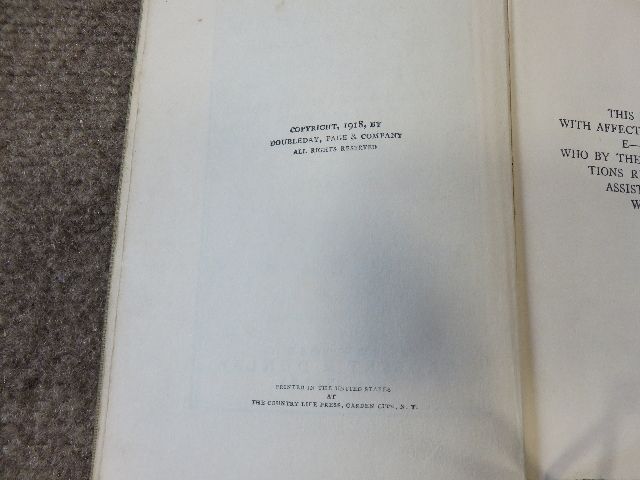 COPYRIGHT, 1918, BY
DOUBLEDAY, PAGE & COMPANY
ALL RIGHTS RESERVED
PRINTED IN THE UNITED STATES
AT
THE COUNTRY LIFE PRESS, GARDEN CITY, N. Y.
THIS
WITH AFFECT
E—
WHO BY THE
TIONS R
ASSIST
W